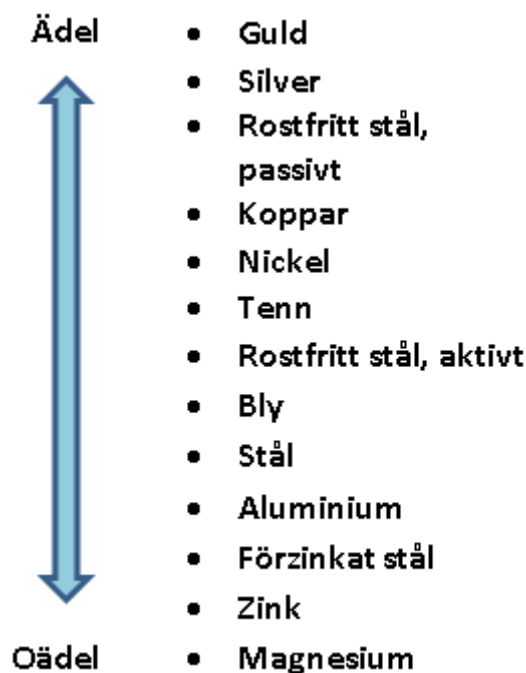 Ädel
• Guld
• Silver
• Rostfritt stål,
passivt
• Koppar
• Nickel
• Tenn
• Rostfritt stål, aktivt
• Bly
• Stål
• Aluminium
• Förzinkat stål
• Zink
Oädel
• Magnesium